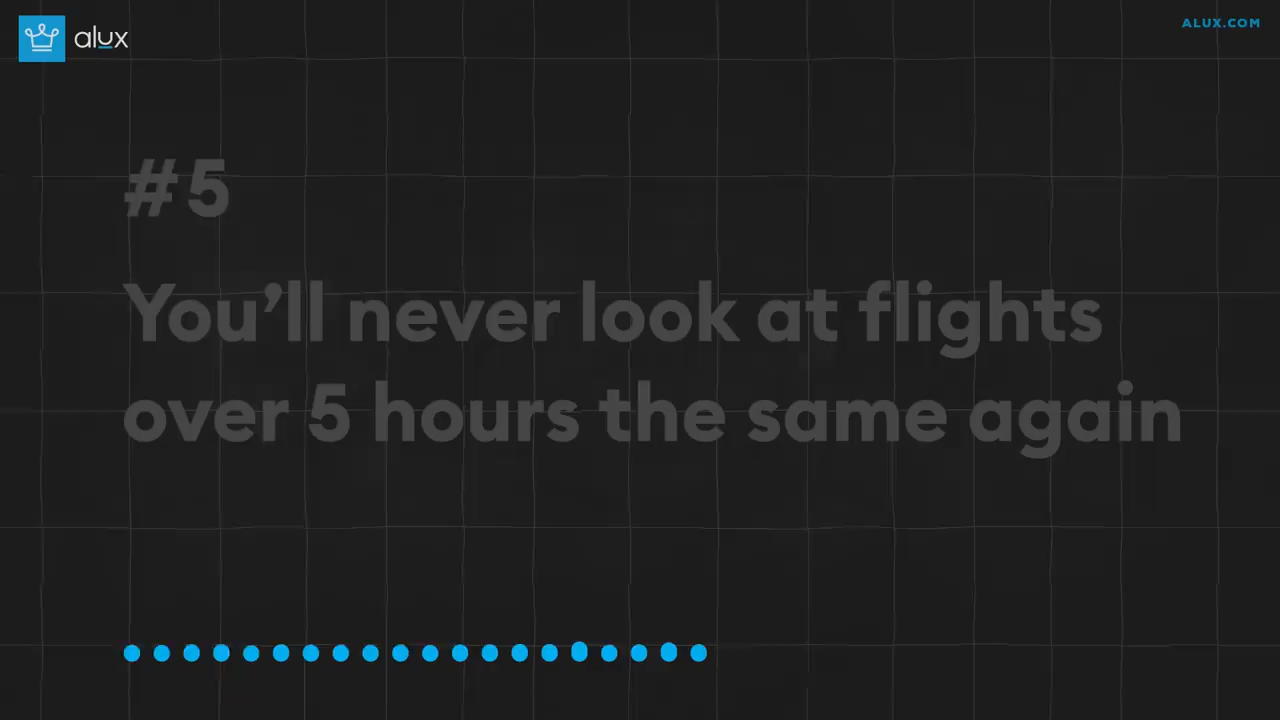 alux
ALUX.COM
#5
You’ll never look at flights
over 5 hours the same again